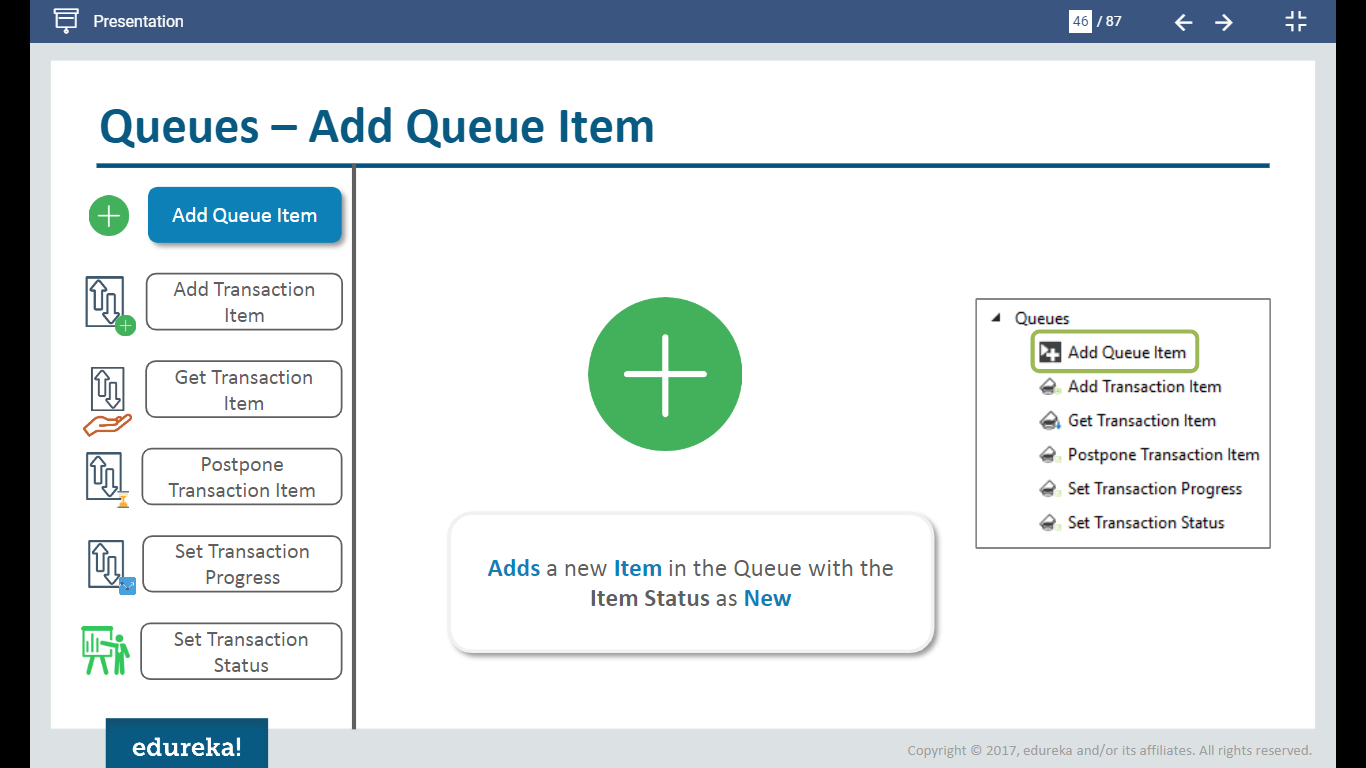 Presentation
46 / 87
Queues – Add Queue Item
Add Queue Item
Add Transaction
Item
Get Transaction
Item
Postpone
Transaction Item
Set Transaction
Progress
Set Transaction
Status
Adds a new Item in the Queue with the
Item Status as New
Queues
Add Queue Item
Add Transaction Item
Get Transaction Item
Postpone Transaction Item
Set Transaction Progress
Set Transaction Status
edureka!
Copyright © 2017, edureka and/or its affiliates. All rights reserved.